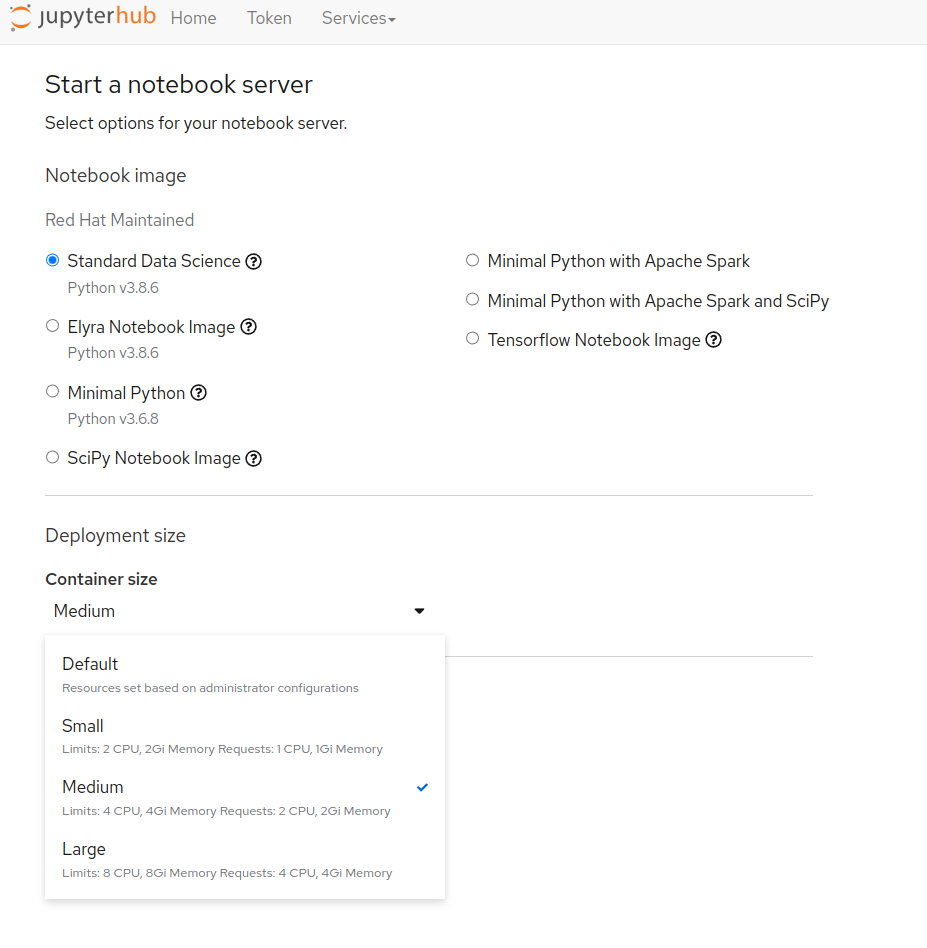 jupyterhub Home Token Services
Start a notebook server
Select options for your notebook server.
Notebook image
Red Hat Maintained
Standard Data Science
Python v3.8.6
Elyra Notebook Image
Python v3.8.6
Minimal Python
Python v3.6.8
SciPy Notebook Image
Minimal Python with Apache Spark
Minimal Python with Apache Spark and SciPy
Tensorflow Notebook Image
Deployment size
Container size
Medium
Default
Resources set based on administrator configurations
Small
Limits: 2 CPU, 2Gi Memory Requests: 1 CPU, 1Gi Memory
Medium
Limits: 4 CPU, 4Gi Memory Requests: 2 CPU, 2Gi Memory
Large
Limits: 8 CPU, 8Gi Memory Requests: 4 CPU, 4Gi Memory